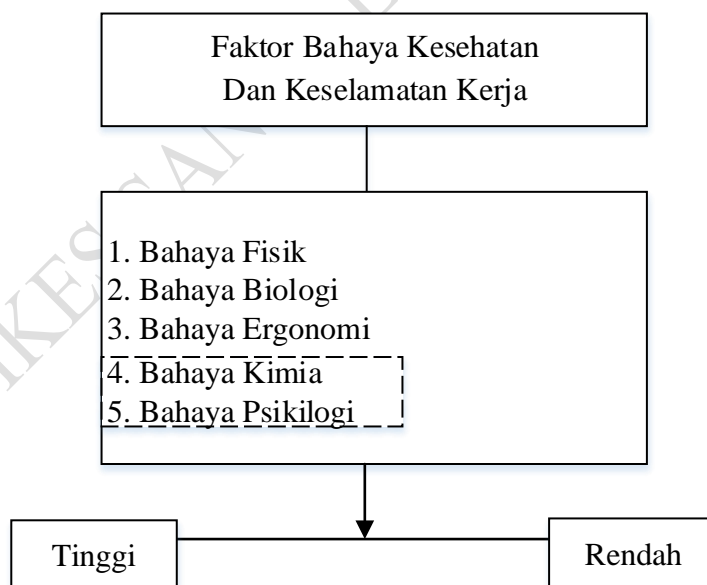 Faktor Bahaya Kesehatan
Dan Keselamatan Kerja
1. Bahaya Fisik
2. Bahaya Biologi
3. Bahaya Ergonomi
4. Bahaya Kimia
5. Bahaya Psikilogi
Tinggi
Rendah